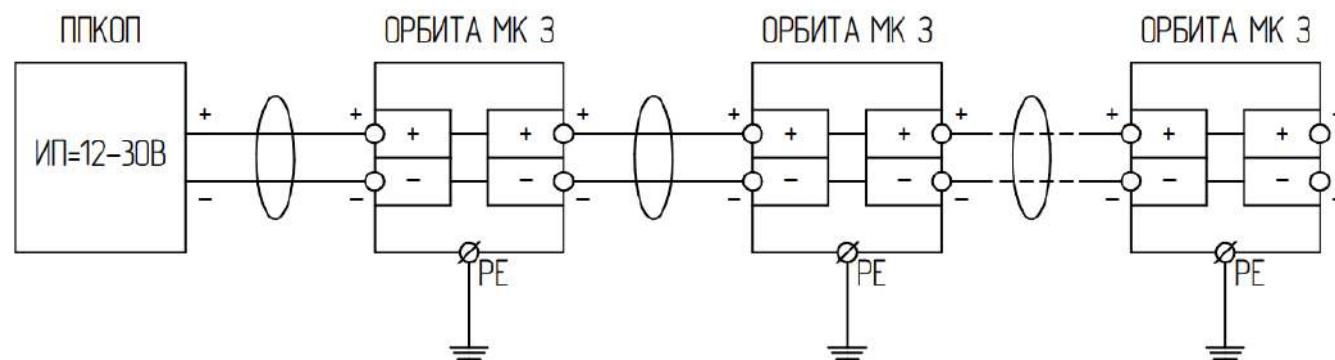 ППКОП
ОРБИТА МК 3
ОРБИТА МК 3
ОРБИТА МК 3
+ + + + + + + + + + + + +
ИП=12-30В
- - - - - - - - - - - - -
PE
PE
PE